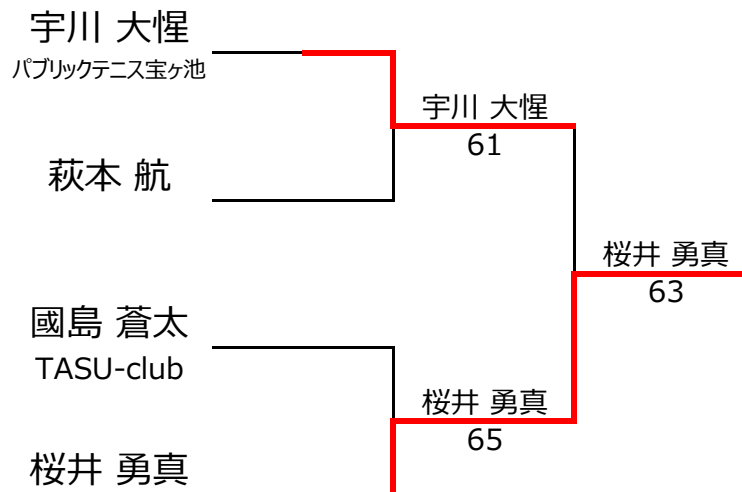 宇川 大惺
パブリックテニス宝ヶ池
宇川 大惺
61
萩本 航
桜井 勇真
63
國島 蒼太
TASU-club
桜井 勇真
65
桜井 勇真